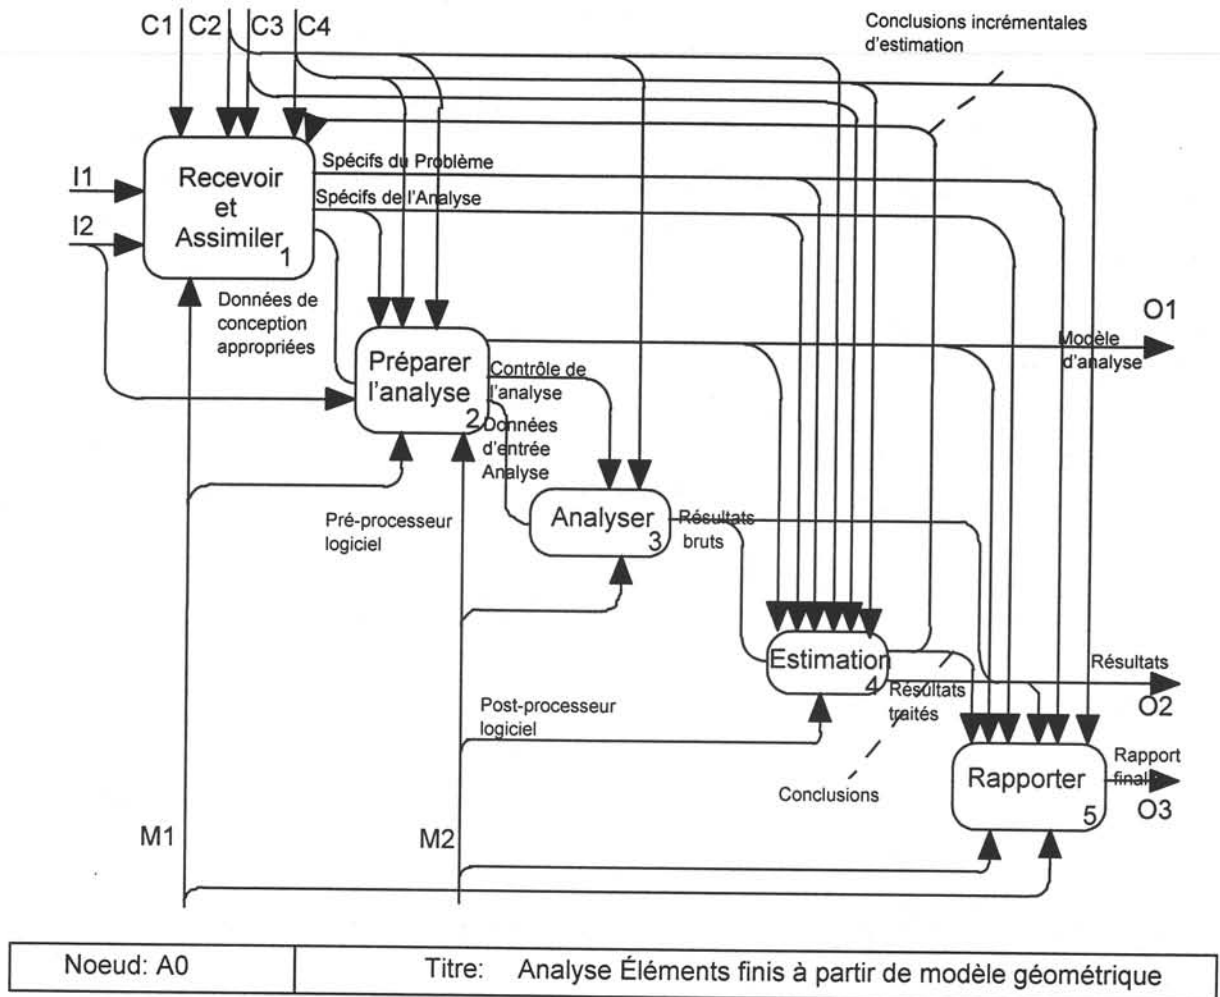 C1 C2 C3 C4
Conclusions incrémentales
d'estimation
I1
I2
Recevoir
et
Assimiler
1
Spécifs du Problème
Spécifs de l'Analyse
Données de
conception
appropriées
O1
Modèle
d'analyse
Préparer
l'analyse
2
Contrôle de
l'analyse
Données
d'entrée
Analyse
Pré-processeur
logiciel
Analyser
3
Résultats
bruts
Estimation
4
Résultats
traités
Résultats
O2
Post-processeur
logiciel
Conclusions
Rapporter
5
Rapport
final
O3
M1
M2
Noeud: A0
Titre: Analyse Éléments finis à partir de modèle géométrique